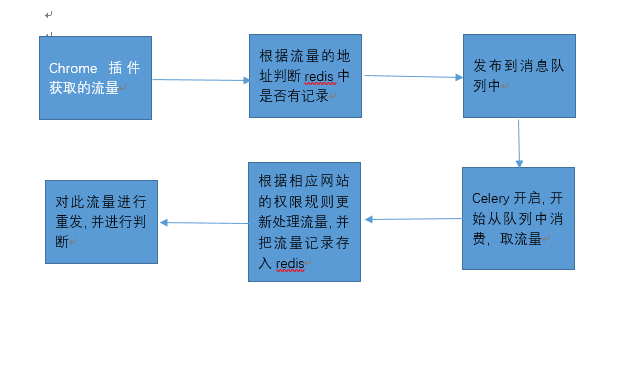 Chrome 插件
获取的流量
根据流量的地
址判断 redis 中
是否有记录
发布到消息队
列中
对此流量进行
重发，并进行判
断
根据相应网站
的权限规则更
新处理流量，并
把流量记录存
入 redis
Celery 开启，开
始从队列中消
费，取流量